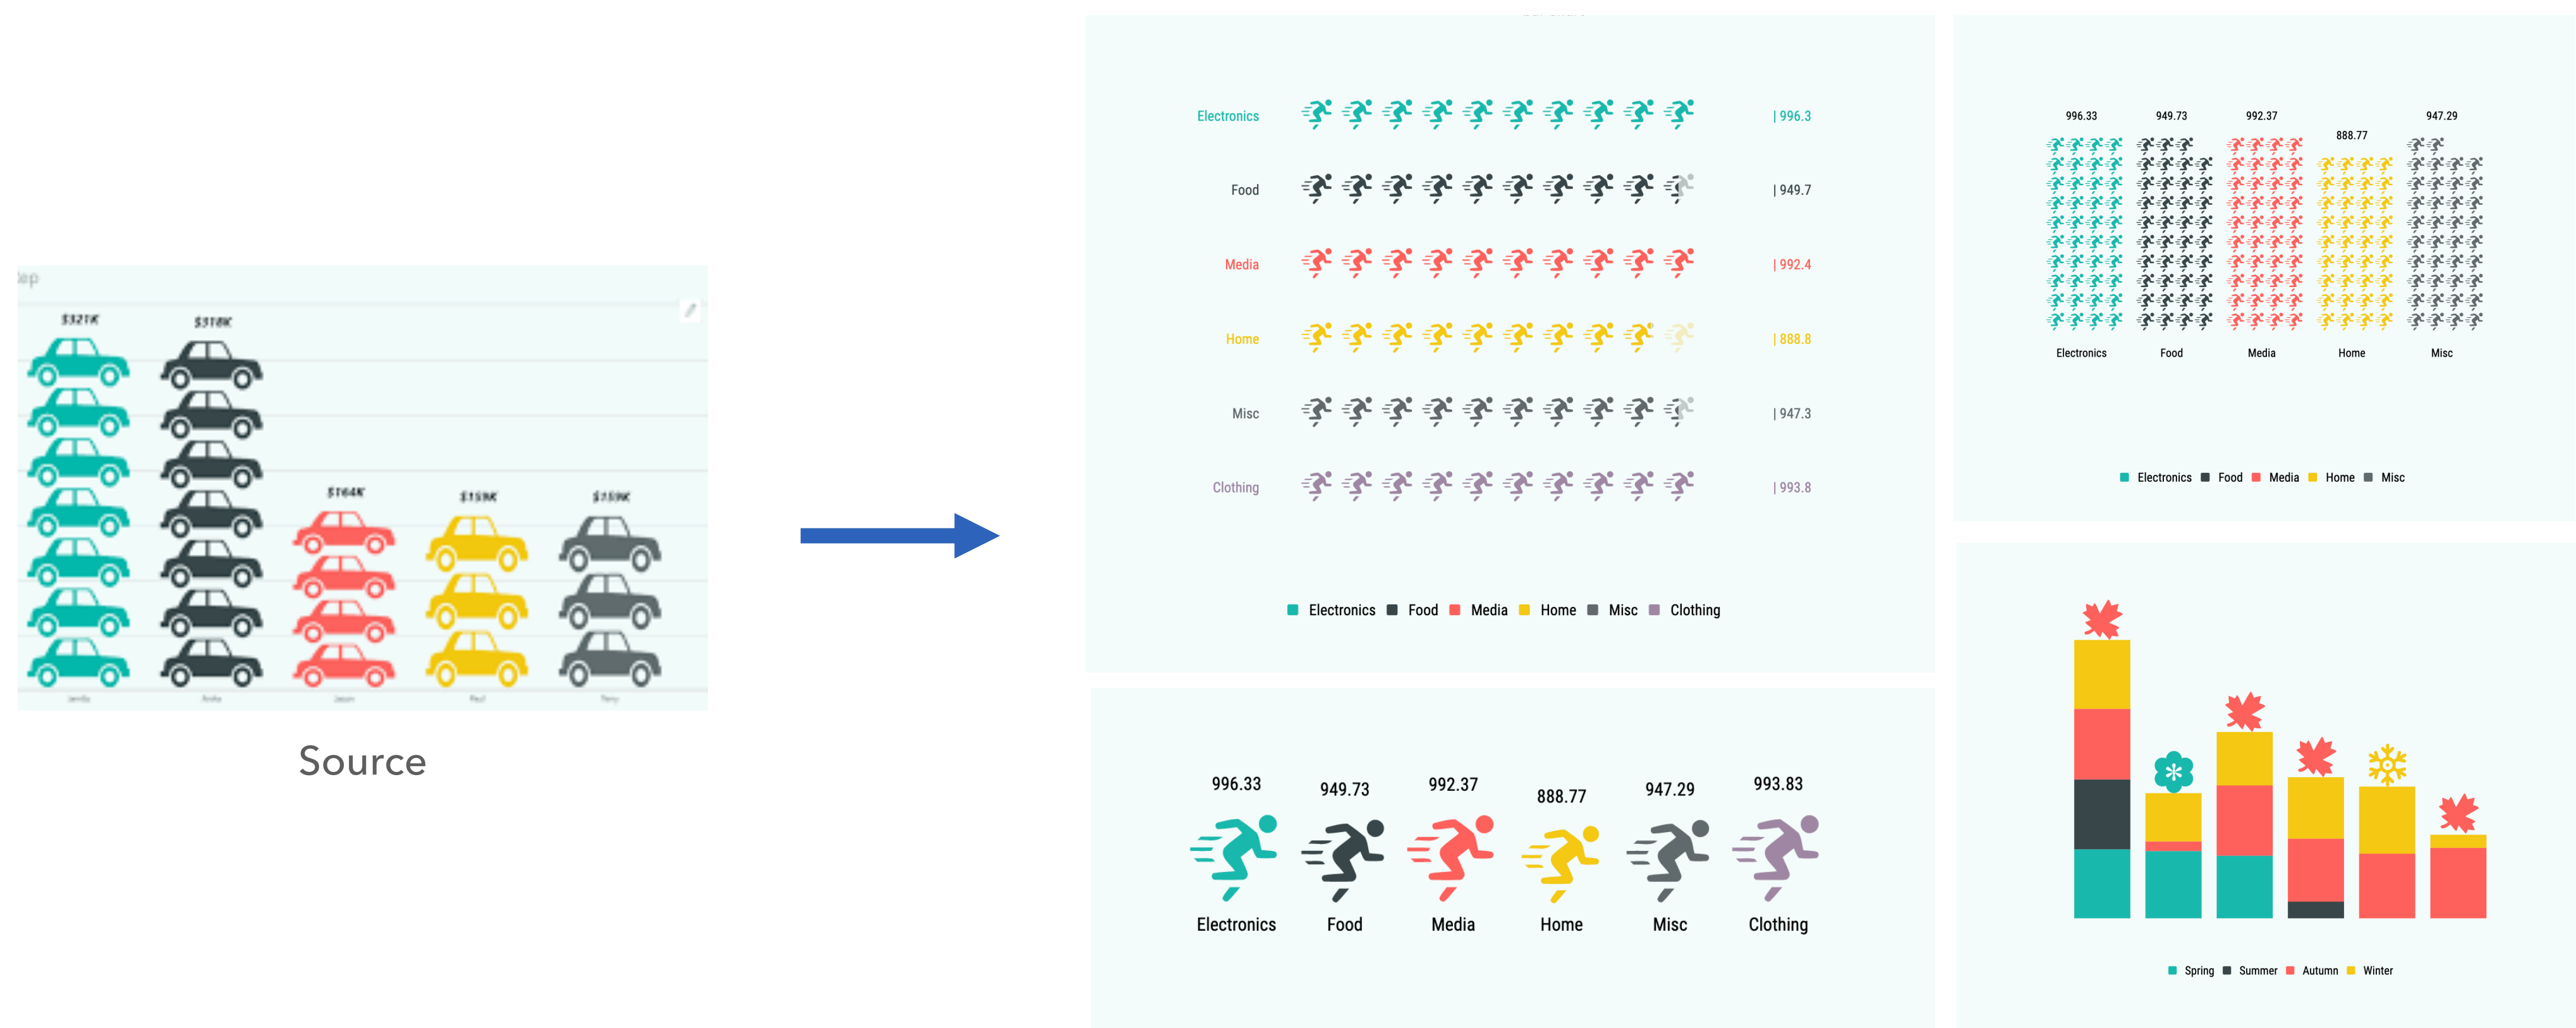 $321K
$318K
$164K
$159K
$159K
Jason
Paul
Source
Electronics | 996.3
Food | 949.7
Media | 992.4
Home | 888.8
Misc | 947.3
Clothing | 993.8
Electronics Food Media Home Misc Clothing
996.33 949.73 992.37 888.77 947.29 993.83
Electronics Food Media Home Misc Clothing
996.33 949.73 992.37 888.77 947.29
Electronics Food Media Home Misc
Electronics Food Media Home Misc
Spring Summer Autumn Winter